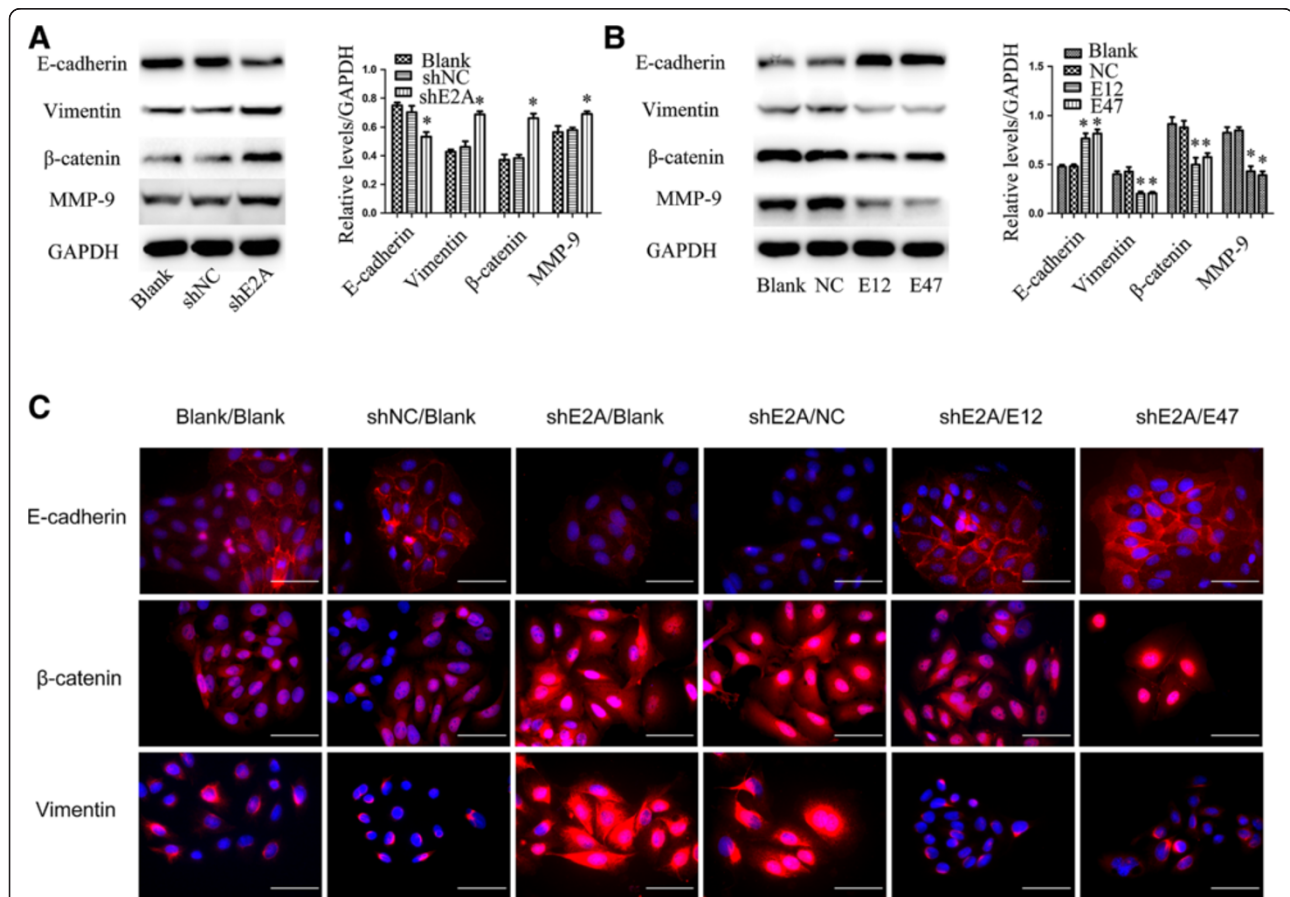 A
E-cadherin
Vimentin
β-catenin
MMP-9
GAPDH
Blank shNC shE2A
Relative levels/GAPDH
1.0
0.8
0.6
0.4
0.2
0.0
Blank
shNC
shE2A
* * * *
E-cadherin Vimentin β-catenin MMP-9
B
E-cadherin
Vimentin
β-catenin
MMP-9
GAPDH
Blank NC E12 E47
Relative levels/GAPDH
1.5
1.0
0.5
0.0
Blank
NC
E12
E47
** ** ** **
E-cadherin Vimentin β-catenin MMP-9
C
Blank/Blank shNC/Blank shE2A/Blank shE2A/NC shE2A/E12 shE2A/E47
E-cadherin
β-catenin
Vimentin